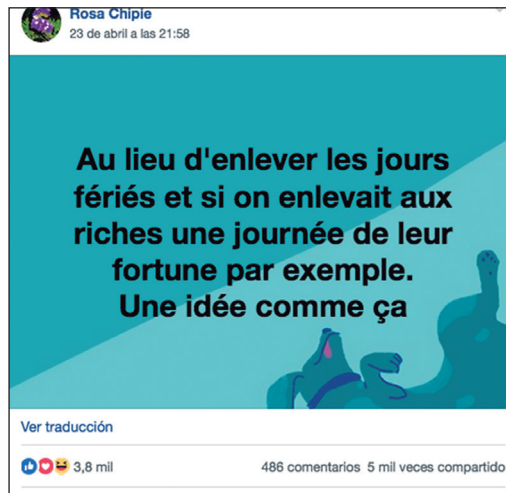 Rosa Chipie
23 de abril a las 21:58
Au lieu d'enlever les jours
fériés et si on enlevait aux
riches une journée de leur
fortune par exemple.
Une idée comme ça
Ver traducción
3,8 mil
486 comentarios 5 mil veces compartido